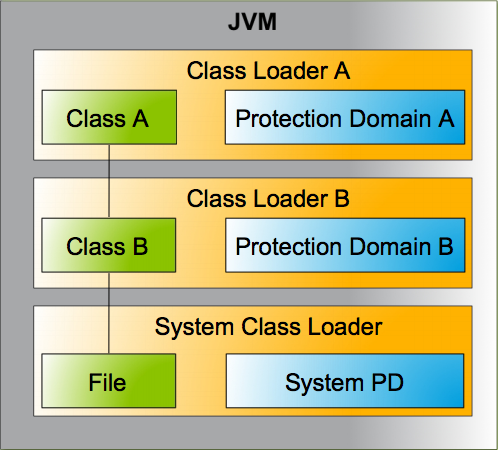 JVM
Class Loader A
Class A
Protection Domain A
Class Loader B
Class B
Protection Domain B
System Class Loader
File
System PD